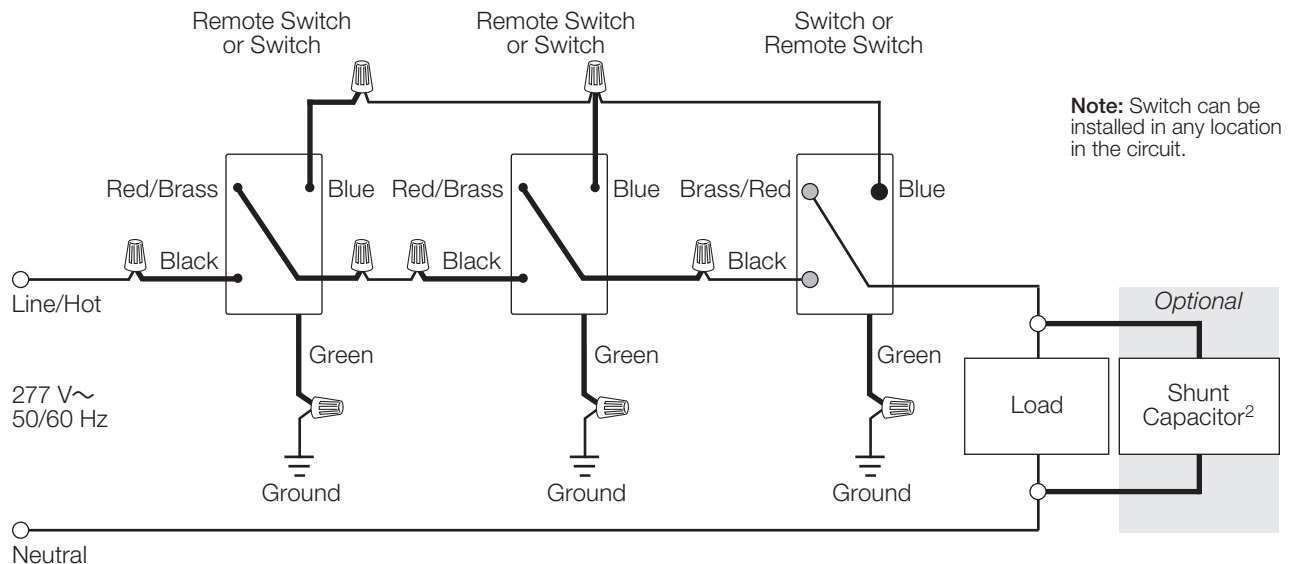 Remote Switch
or Switch
Remote Switch
or Switch
Switch or
Remote Switch
Note: Switch can be
installed in any location
in the circuit.
Red/Brass
Blue
Red/Brass
Blue
Brass/Red
Blue
Black
Black
Black
Line/Hot
Optional
Green
Green
Green
277 V~
50/60 Hz
Load
Shunt
Capacitor²
Ground
Ground
Ground
Neutral